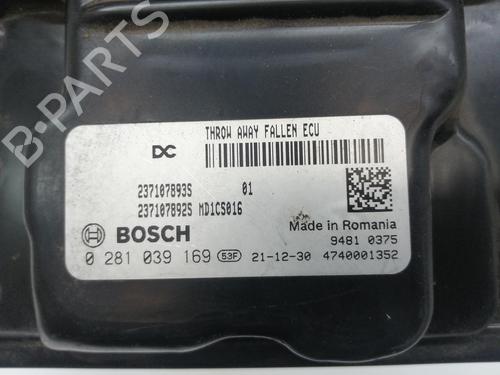 THROW AWAY FALLEN ECU
DC
237107893S 01
237107892S MD1CS016
BOSCH
Made in Romania
9481 0375
0 281 039 169 53F 21-12-30 4740001352
B-PARTS